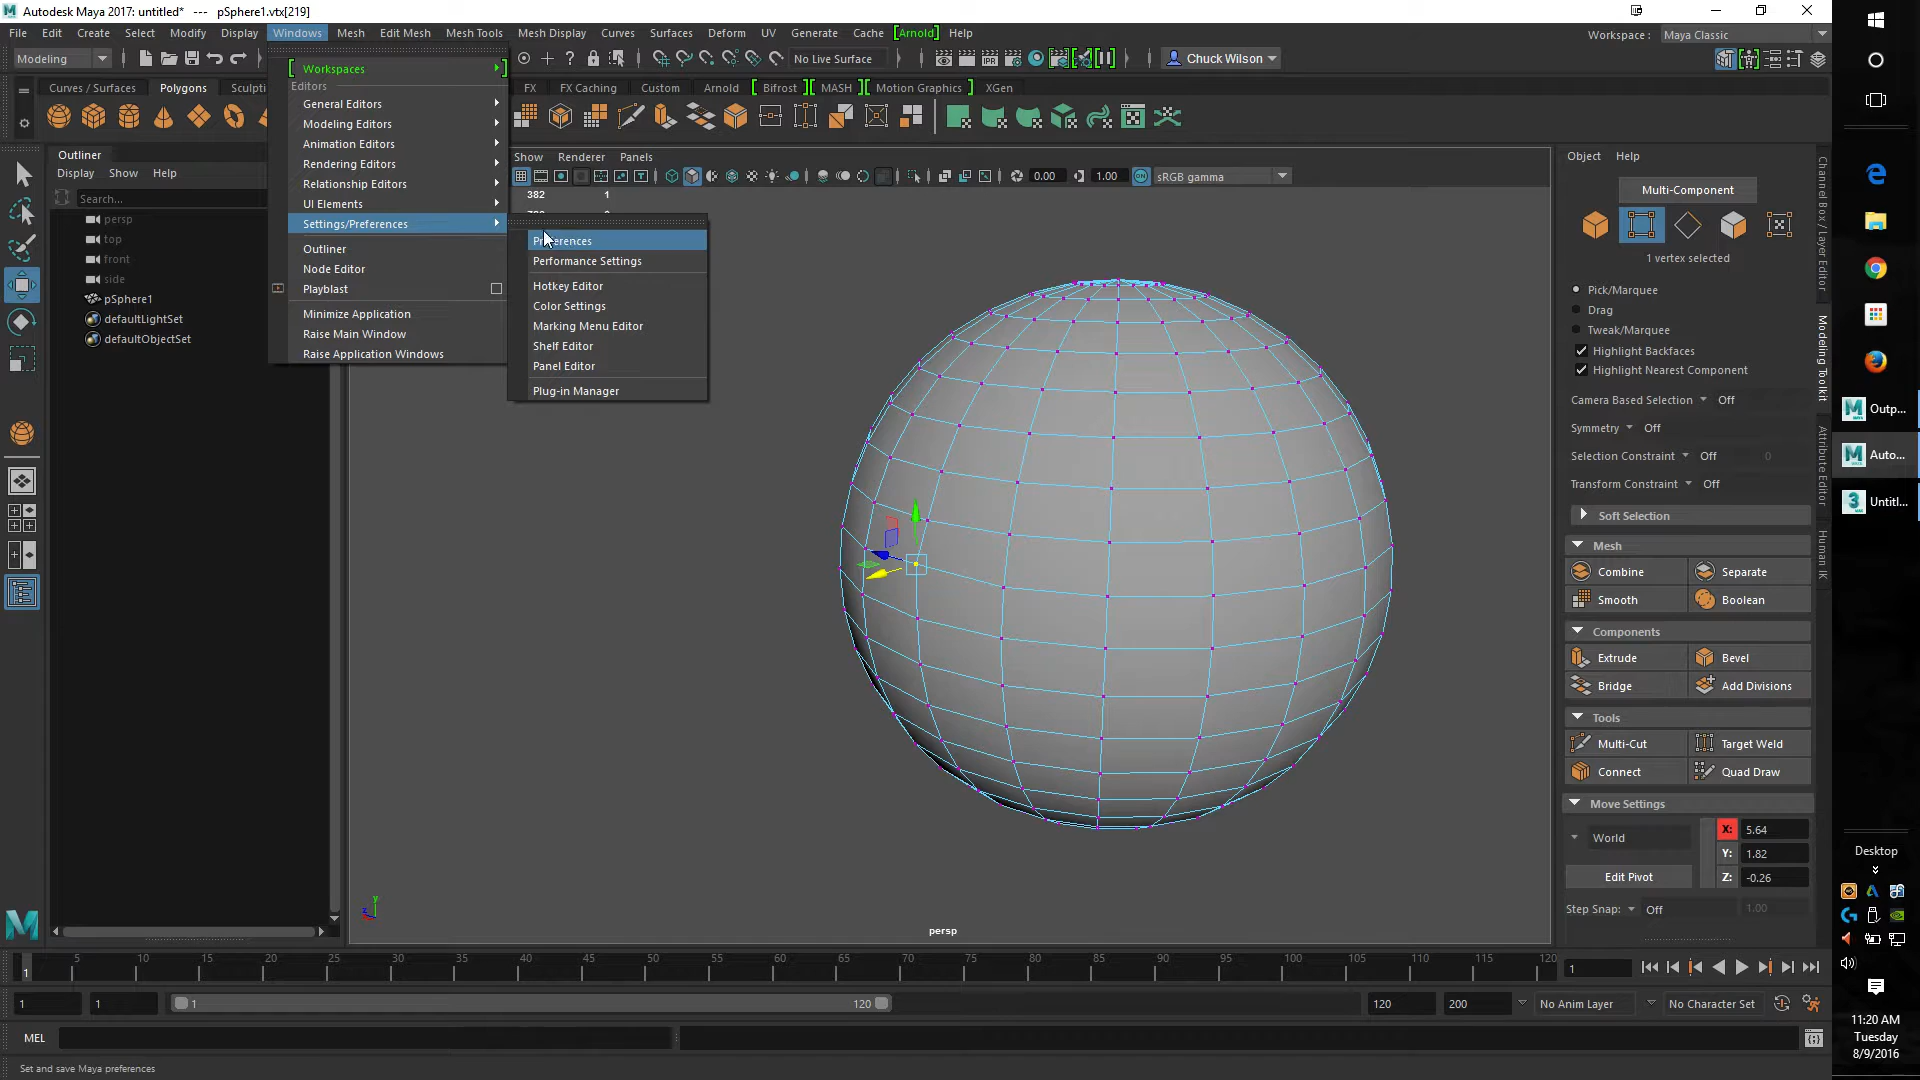 Autodesk Maya 2017: untitled*   ---   pSphere1.vtx[219]
File Edit Create Select Modify Display Windows Mesh Edit Mesh Mesh Tools Mesh Display Curves Surfaces Deform UV Generate Cache Arnold Help
Workspace : Maya Classic
Modeling
No Live Surface
Chuck Wilson
Curves / Surfaces Polygons Sculpti FX FX Caching Custom Arnold Bifrost MASH Motion Graphics XGen
Workspaces
Editors
General Editors
Modeling Editors
Animation Editors
Rendering Editors
Relationship Editors
UI Elements
Settings/Preferences
Outliner
Node Editor
Playblast
Minimize Application
Raise Main Window
Raise Application Windows
Preferences
Performance Settings
Hotkey Editor
Color Settings
Marking Menu Editor
Shelf Editor
Panel Editor
Plug-in Manager
Outliner
Display Show Help
Search...
persp
top
front
side
pSphere1
defaultLightSet
defaultObjectSet
Show Renderer Panels
0.00 1.00 ON sRGB gamma
382 1
persp
y
z
Object Help
Multi-Component
1 vertex selected
Pick/Marquee
Drag
Tweak/Marquee
Highlight Backfaces
Highlight Nearest Component
Camera Based Selection Off
Symmetry Off
Selection Constraint Off 0
Transform Constraint Off
Soft Selection
Mesh
Combine Separate
Smooth Boolean
Components
Extrude Bevel
Bridge Add Divisions
Tools
Multi-Cut Target Weld
Connect Quad Draw
Move Settings
World
X: 5.64
Y: 1.82
Edit Pivot
Z: -0.26
Step Snap: Off 1.00
Channel Box / Layer Editor
Modeling Toolkit
Attribute Editor
Human IK
Outp...
Auto...
Untitl...
Desktop
11:20 AM
Tuesday
8/9/2016
1 5 10 15 20 25 30 35 40 45 50 55 60 65 70 75 80 85 90 95 100 105 110 115 120
1
1 1 1 120 120 200 No Anim Layer No Character Set
MEL
Set and save Maya preferences